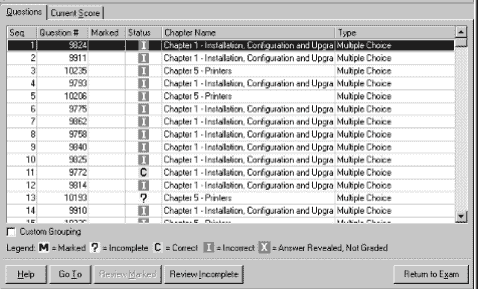 Questions Current Score
Seq. Question # Marked Status Chapter Name Type
1 9824 I Chapter 1 - Installation, Configuration and Upgra Multiple Choice
2 9911 I Chapter 1 - Installation, Configuration and Upgra Multiple Choice
3 10235 I Chapter 5 - Printers Multiple Choice
4 9793 I Chapter 1 - Installation, Configuration and Upgra Multiple Choice
5 10206 I Chapter 5 - Printers Multiple Choice
6 9775 I Chapter 1 - Installation, Configuration and Upgra Multiple Choice
7 9862 I Chapter 1 - Installation, Configuration and Upgra Multiple Choice
8 9758 I Chapter 1 - Installation, Configuration and Upgra Multiple Choice
9 9840 I Chapter 1 - Installation, Configuration and Upgra Multiple Choice
10 9825 I Chapter 1 - Installation, Configuration and Upgra Multiple Choice
11 9772 C Chapter 1 - Installation, Configuration and Upgra Multiple Choice
12 9814 I Chapter 1 - Installation, Configuration and Upgra Multiple Choice
13 10193 ? Chapter 5 - Printers Multiple Choice
14 9910 I Chapter 1 - Installation, Configuration and Upgra Multiple Choice
15 I Chapter 5 - Printers Multiple Choice
Custom Grouping
Legend: M = Marked ? = Incomplete C = Correct I = Incorrect X = Answer Revealed, Not Graded
Help Go To Review Marked Review Incomplete Return to Exam